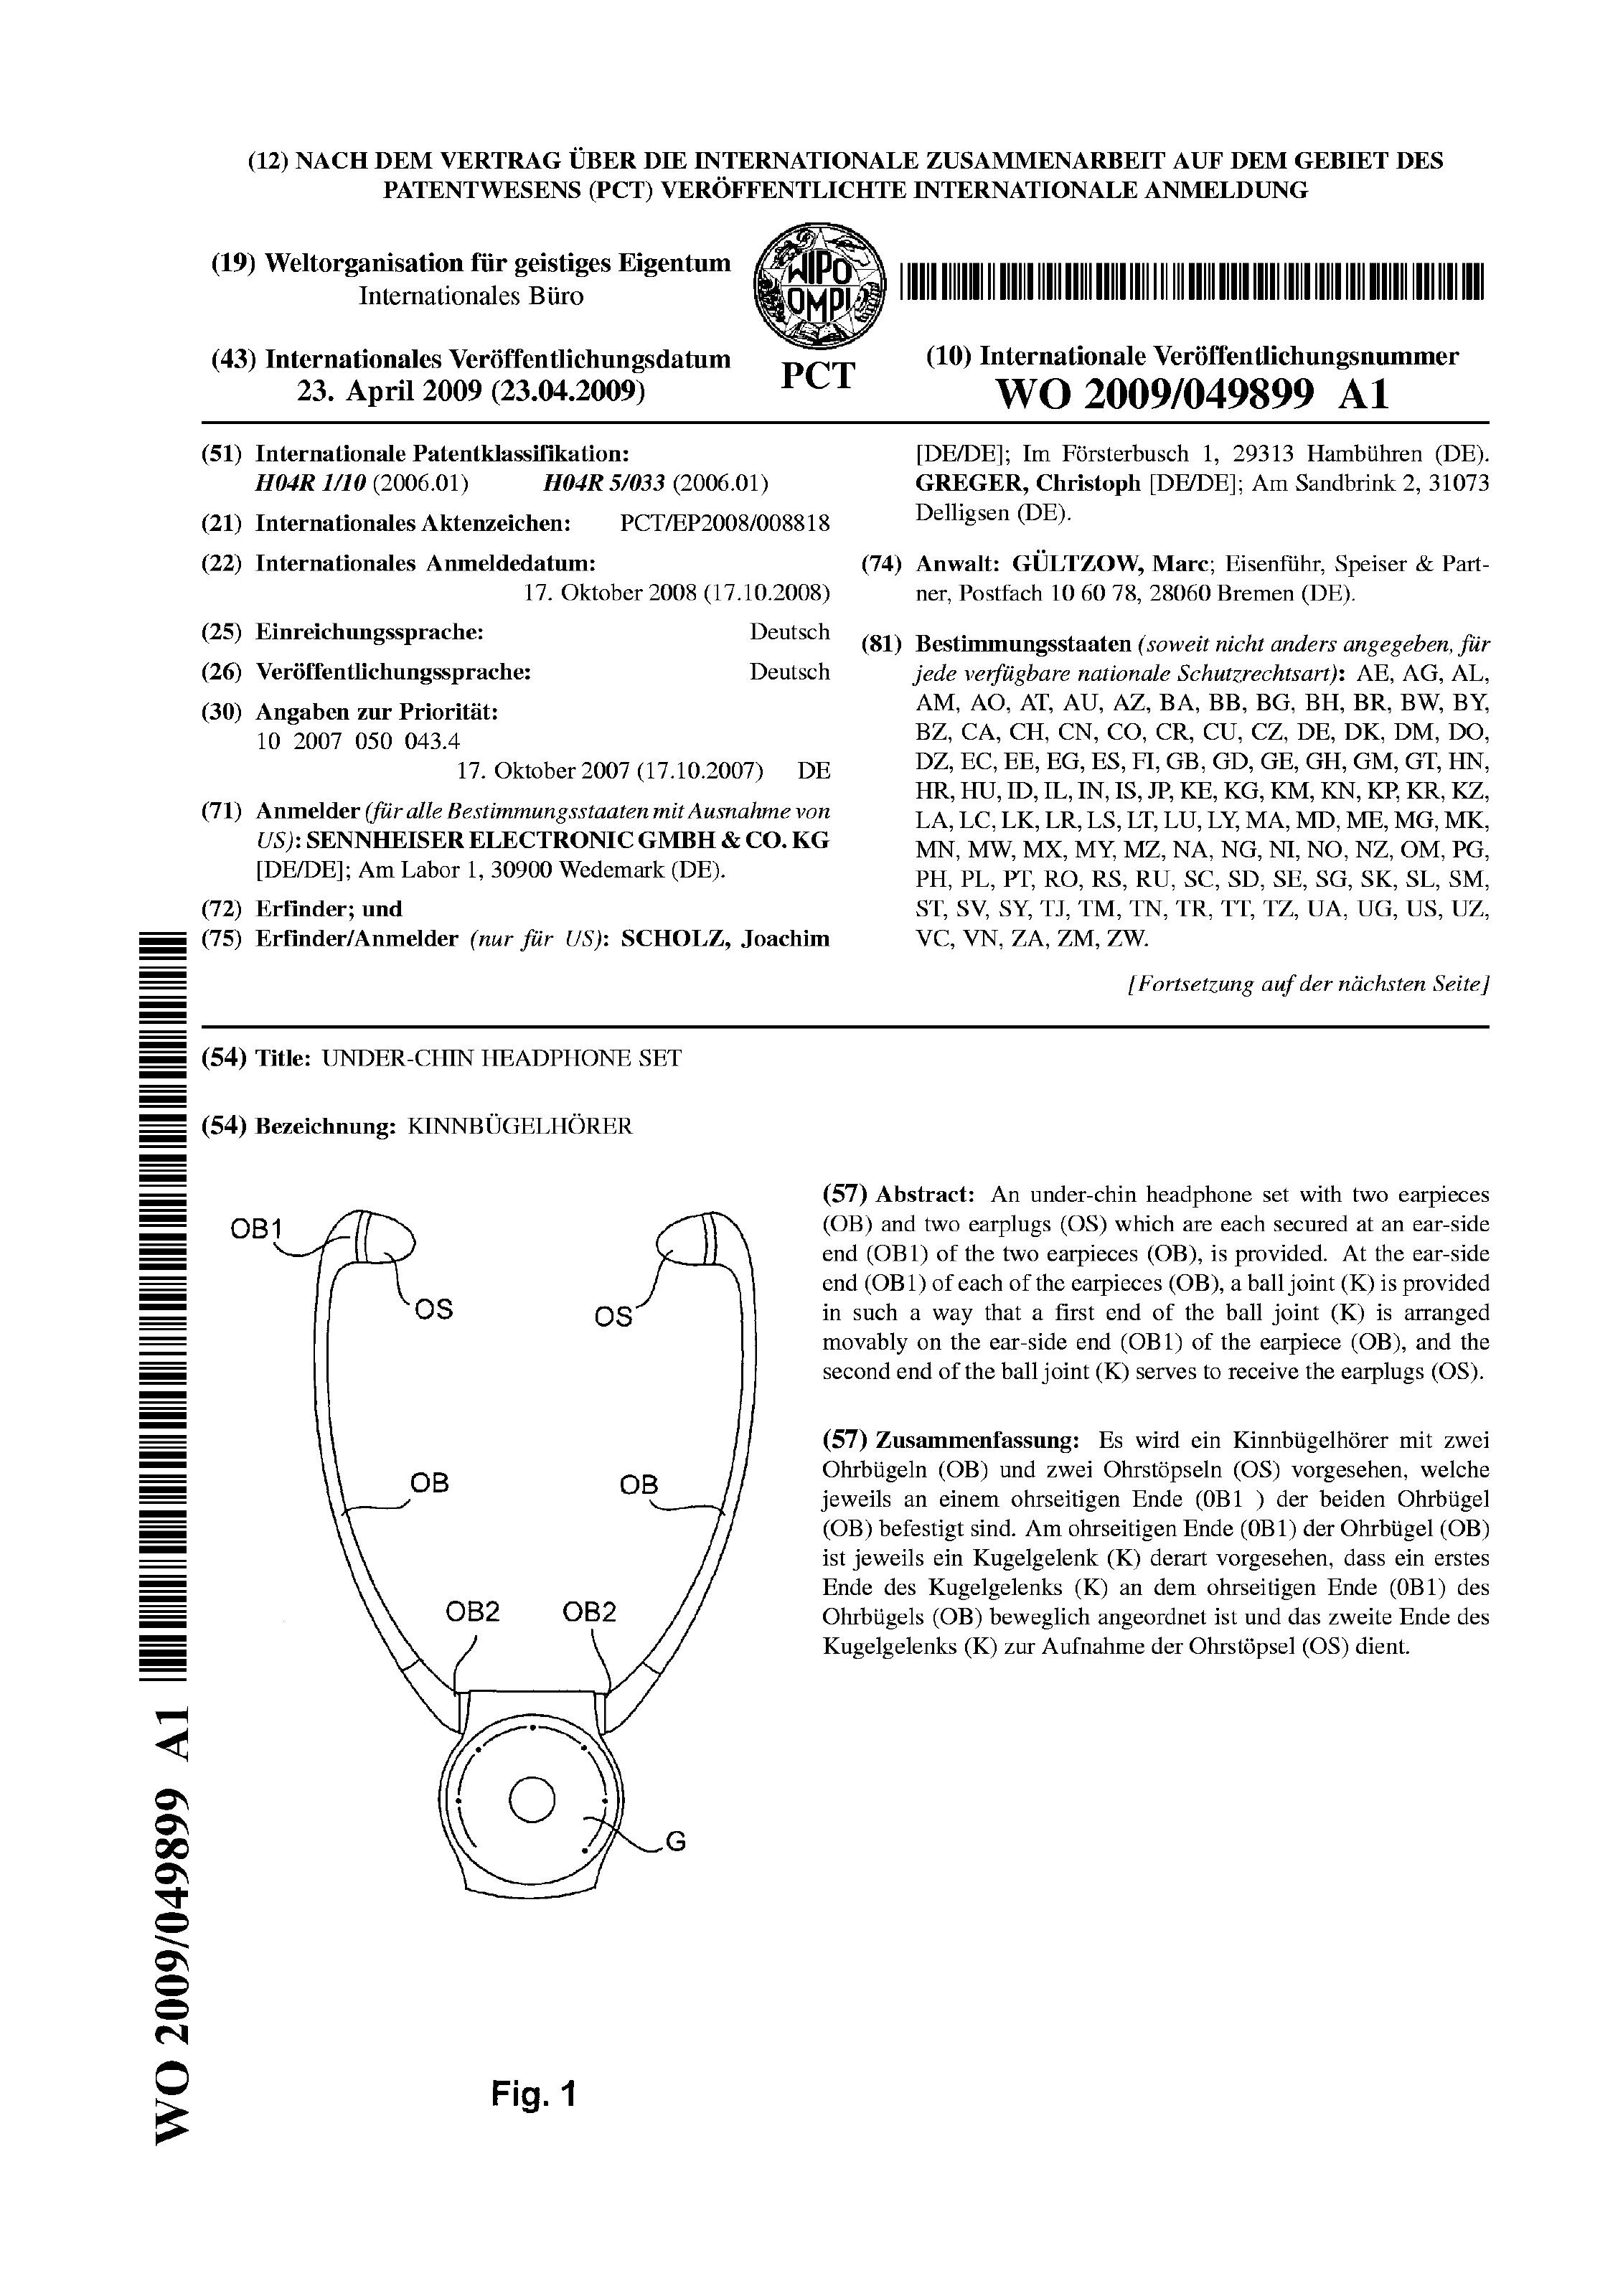 (12) NACH DEM VERTRAG ÜBER DIE INTERNATIONALE ZUSAMMENARBEIT AUF DEM GEBIET DES
PATENTWESENS (PCT) VERÖFFENTLICHTE INTERNATIONALE ANMELDUNG
(19) Weltorganisation für geistiges Eigentum
Internationales Büro
(43) Internationales Veröffentlichungsdatum
23. April 2009 (23.04.2009)
WIPO
OMPI
PCT
(10) Internationale Veröffentlichungsnummer
WO 2009/049899 A1
(51) Internationale Patentklassifikation:
H04R 1/10 (2006.01) H04R 5/033 (2006.01)
(21) Internationales Aktenzeichen: PCT/EP2008/008818
(22) Internationales Anmeldedatum:
17. Oktober 2008 (17.10.2008)
(25) Einreichungssprache: Deutsch
(26) Veröffentlichungssprache: Deutsch
(30) Angaben zur Priorität:
10 2007 050 043.4
17. Oktober 2007 (17.10.2007) DE
(71) Anmelder (für alle Bestimmungsstaaten mit Ausnahme von
US): SENNHEISER ELECTRONIC GMBH & CO. KG
[DE/DE]; Am Labor 1, 30900 Wedemark (DE).
(72) Erfinder; und
(75) Erfinder/Anmelder (nur für US): SCHOLZ, Joachim
[DE/DE]; Im Försterbusch 1, 29313 Hambühren (DE).
GREGER, Christoph [DE/DE]; Am Sandbrink 2, 31073
Delligsen (DE).
(74) Anwalt: GÜLTZOW, Marc; Eisenführ, Speiser & Part-
ner, Postfach 10 60 78, 28060 Bremen (DE).
(81) Bestimmungsstaaten (soweit nicht anders angegeben, für
jede verfügbare nationale Schutzrechtsart): AE, AG, AL,
AM, AO, AT, AU, AZ, BA, BB, BG, BH, BR, BW, BY,
BZ, CA, CH, CN, CO, CR, CU, CZ, DE, DK, DM, DO,
DZ, EC, EE, EG, ES, FI, GB, GD, GE, GH, GM, GT, HN,
HR, HU, ID, IL, IN, IS, JP, KE, KG, KM, KN, KP, KR, KZ,
LA, LC, LK, LR, LS, LT, LU, LY, MA, MD, ME, MG, MK,
MN, MW, MX, MY, MZ, NA, NG, NI, NO, NZ, OM, PG,
PH, PL, PT, RO, RS, RU, SC, SD, SE, SG, SK, SL, SM,
ST, SV, SY, TJ, TM, TN, TR, TT, TZ, UA, UG, US, UZ,
VC, VN, ZA, ZM, ZW.
[Fortsetzung auf der nächsten Seite]
(54) Title: UNDER-CHIN HEADPHONE SET
(54) Bezeichnung: KINNBÜGELHÖRER
OB1
OS
OS
OB
OB
OB2
OB2
G
Fig. 1
(57) Abstract: An under-chin headphone set with two earpieces
(OB) and two earplugs (OS) which are each secured at an ear-side
end (OB1) of the two earpieces (OB), is provided. At the ear-side
end (OB1) of each of the earpieces (OB), a ball joint (K) is provided
in such a way that a first end of the ball joint (K) is arranged
movably on the ear-side end (OB1) of the earpiece (OB), and the
second end of the ball joint (K) serves to receive the earplugs (OS).
(57) Zusammenfassung: Es wird ein Kinnbügelhörer mit zwei
Ohrbügeln (OB) und zwei Ohrstöpseln (OS) vorgesehen, welche
jeweils an einem ohrseitigen Ende (0B1 ) der beiden Ohrbügel
(OB) befestigt sind. Am ohrseitigen Ende (0B1) der Ohrbügel (OB)
ist jeweils ein Kugelgelenk (K) derart vorgesehen, dass ein erstes
Ende des Kugelgelenks (K) an dem ohrseitigen Ende (0B1) des
Ohrbügels (OB) beweglich angeordnet ist und das zweite Ende des
Kugelgelenks (K) zur Aufnahme der Ohrstöpsel (OS) dient.
WO 2009/049899 A1